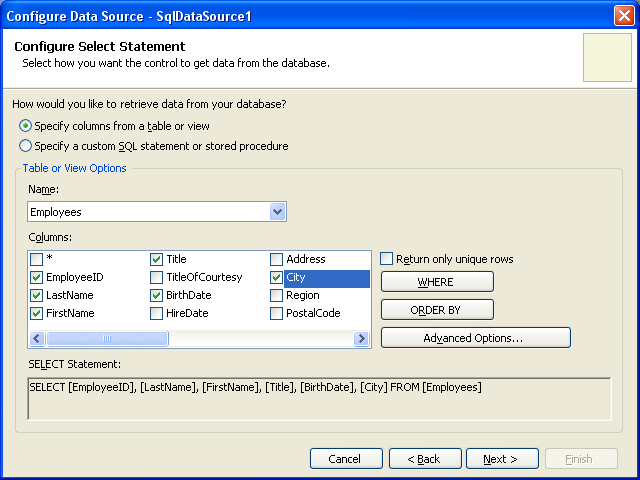 Configure Data Source - SqlDataSource1
Configure Select Statement
Select how you want the control to get data from the database.
How would you like to retrieve data from your database?
Specify columns from a table or view
Specify a custom SQL statement or stored procedure
Table or View Options
Name:
Employees
Columns:
* Title Address Return only unique rows
EmployeeID TitleOfCourtesy City WHERE
LastName BirthDate Region
FirstName HireDate PostalCode ORDER BY
Advanced Options...
SELECT Statement:
SELECT [EmployeeID], [LastName], [FirstName], [Title], [BirthDate], [City] FROM [Employees]
Cancel < Back Next > Finish